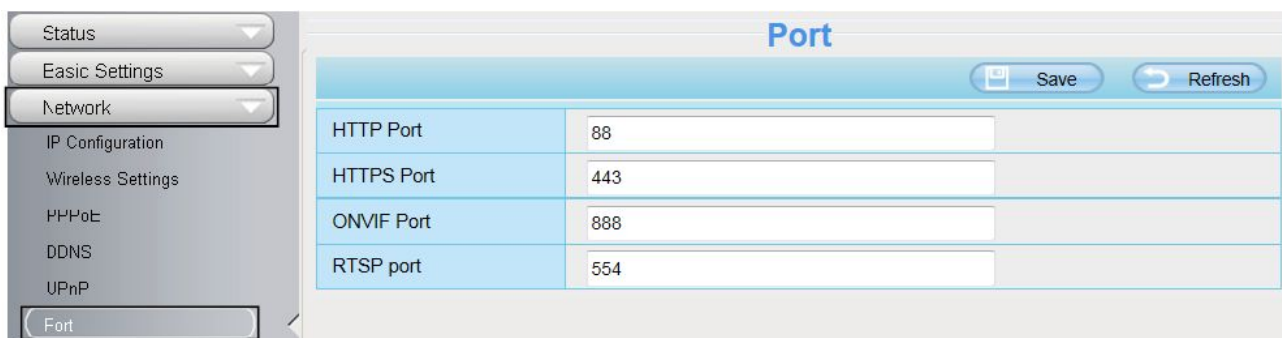 Status
Easic Settings
Network
IP Configuration
Wireless Settings
PPPoE
DDNS
UPnP
Fort
Port
Save Refresh
HTTP Port 88
HTTPS Port 443
ONVIF Port 888
RTSP port 554